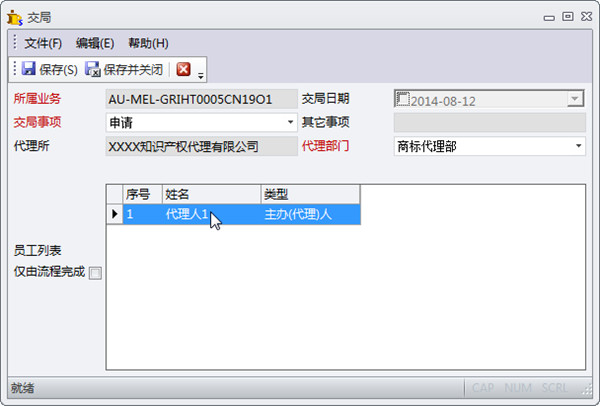 交局
文件(F) 编辑(E) 帮助(H)
保存(S) 保存并关闭
所属业务 AU-MEL-GRIHT0005CN19O1 交局日期 2014-08-12
交局事项 申请 其它事项
代理所 XXXX知识产权代理有限公司 代理部门 商标代理部
序号 姓名 类型
1 代理人1 主办(代理)人
员工列表
仅由流程完成
就绪 CAP NUM SCRL